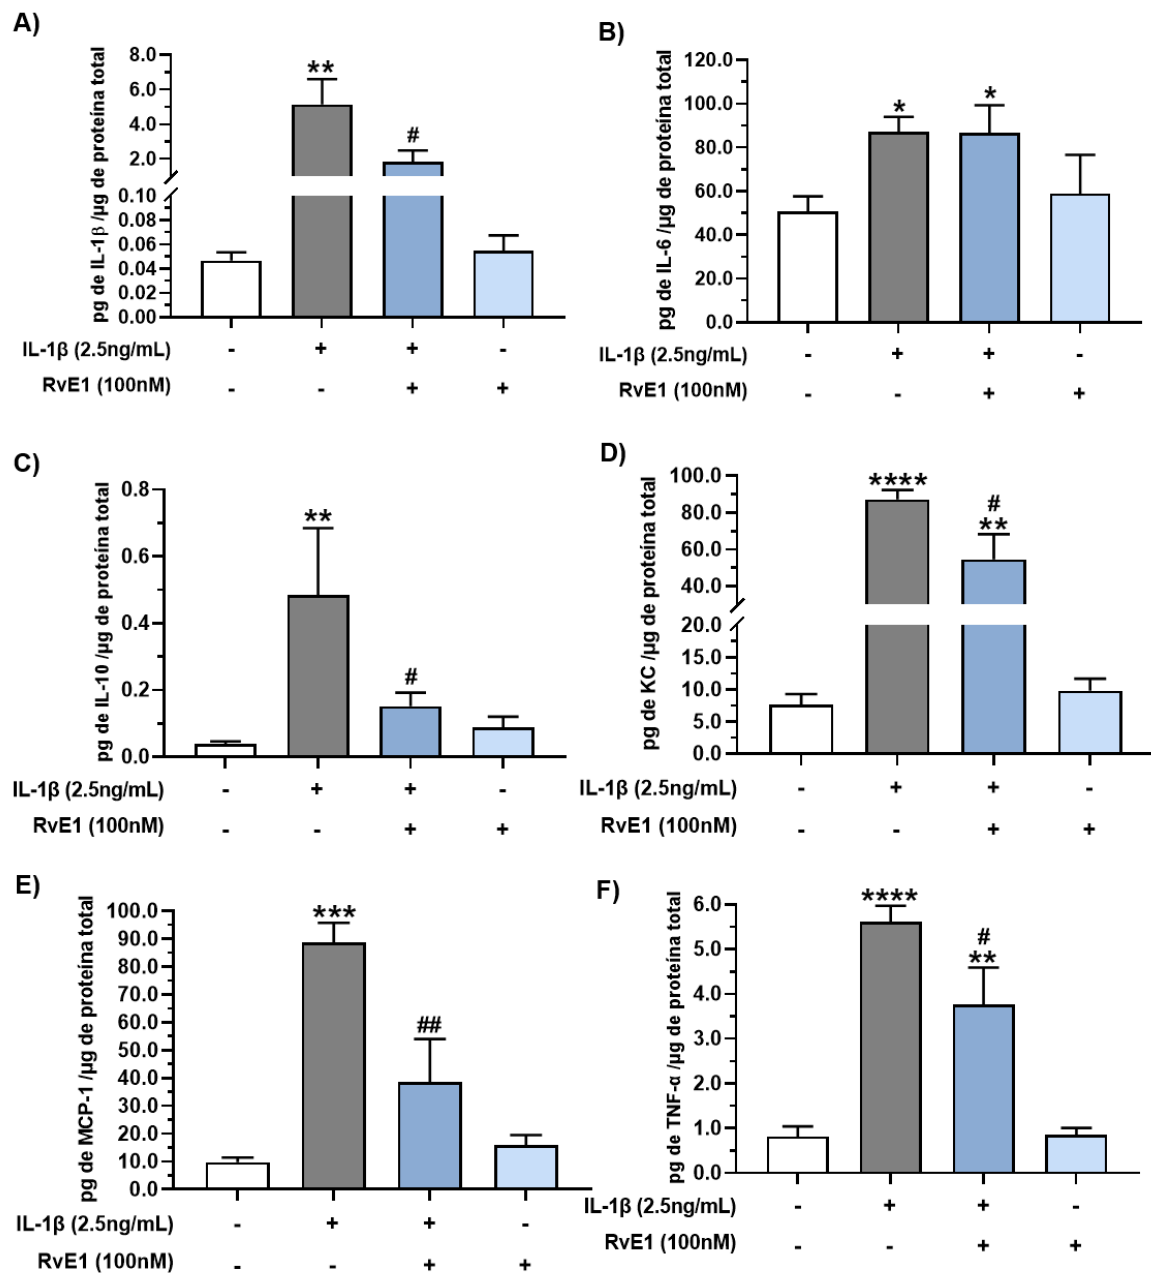 A)
pg de IL-1β /µg de proteína total
8.0
**
6.0
4.0
#
2.0
0.10
0.08
0.06
0.04
0.02
0.00
IL-1β (2.5ng/mL) - + + -
RvE1 (100nM) - - + +
B)
pg de IL-6 /µg de proteína total
120.0
100.0
* *
80.0
60.0
40.0
20.0
0.0
IL-1β (2.5ng/mL) - + + -
RvE1 (100nM) - - + +
C)
pg de IL-10 /µg de proteína total
0.8
**
0.6
0.4
#
0.2
0.0
IL-1β (2.5ng/mL) - + + -
RvE1 (100nM) - - + +
D)
pg de KC /µg de proteína total
100.0
****
80.0
#
**
60.0
40.0
20.0
15.0
10.0
5.0
0.0
IL-1β (2.5ng/mL) - + + -
RvE1 (100nM) - - + +
E)
pg de MCP-1 /µg de proteína total
100.0
***
90.0
80.0
70.0
60.0
##
50.0
40.0
30.0
20.0
10.0
0.0
IL-1β (2.5ng/mL) - + + -
RvE1 (100nM) - - + +
F)
pg de TNF-α /µg de proteína total
****
6.0
#
**
5.0
4.0
3.0
2.0
1.0
0.0
IL-1β (2.5ng/mL) - + + -
RvE1 (100nM) - - + +